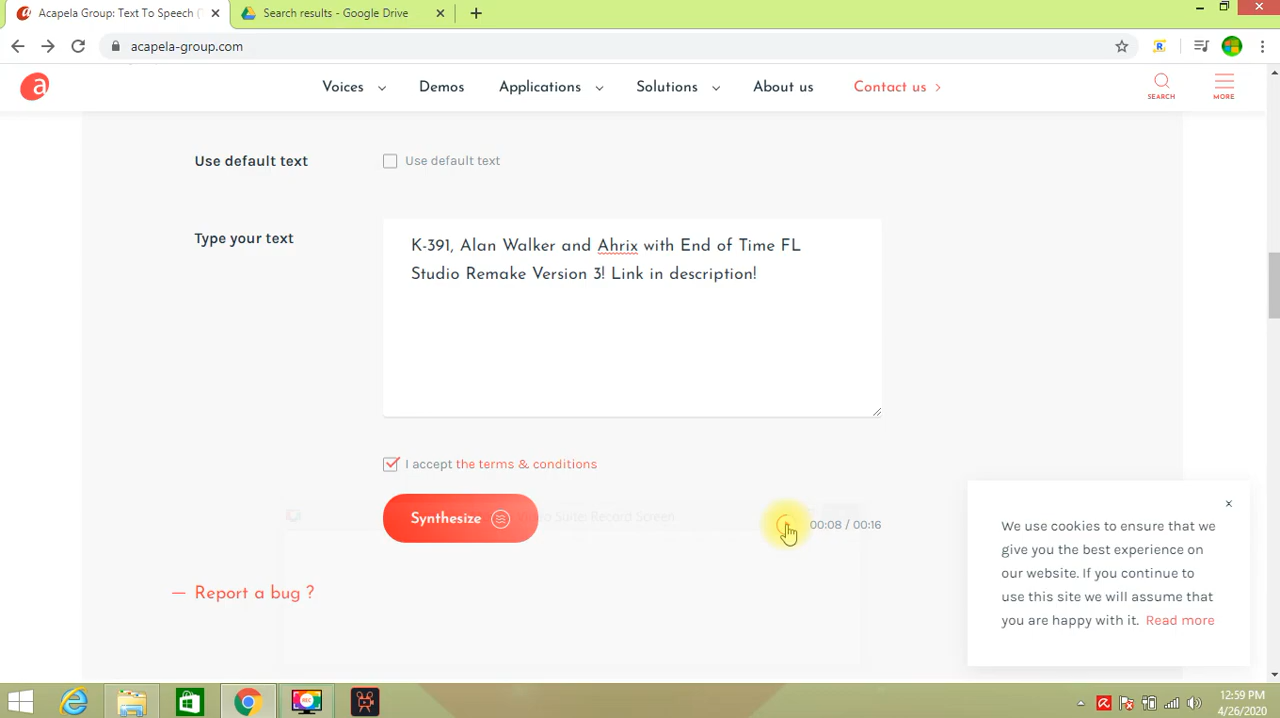 Acapela Group: Text To Speech (
Search results - Google Drive
acapela-group.com
a
Voices
Demos
Applications
Solutions
About us
Contact us
SEARCH
MORE
Use default text
Use default text
Type your text
K-391, Alan Walker and Ahrix with End of Time FL
Studio Remake Version 3! Link in description!
I accept the terms & conditions
Synthesize
Suite: Record Screen
00:08 / 00:16
Report a bug ?
We use cookies to ensure that we
give you the best experience on
our website. If you continue to
use this site we will assume that
you are happy with it. Read more
12:59 PM
4/26/2020